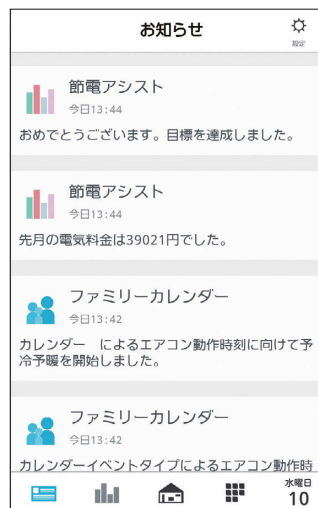 お知らせ
設定
節電アシスト
今日13:44
おめでとうございます。目標を達成しました。
節電アシスト
今日13:44
先月の電気料金は39021円でした。
ファミリーカレンダー
今日13:42
カレンダー　によるエアコン動作時刻に向けて予
冷予暖を開始しました。
ファミリーカレンダー
今日13:42
カレンダーイベントタイプによるエアコン動作時
水曜日
10